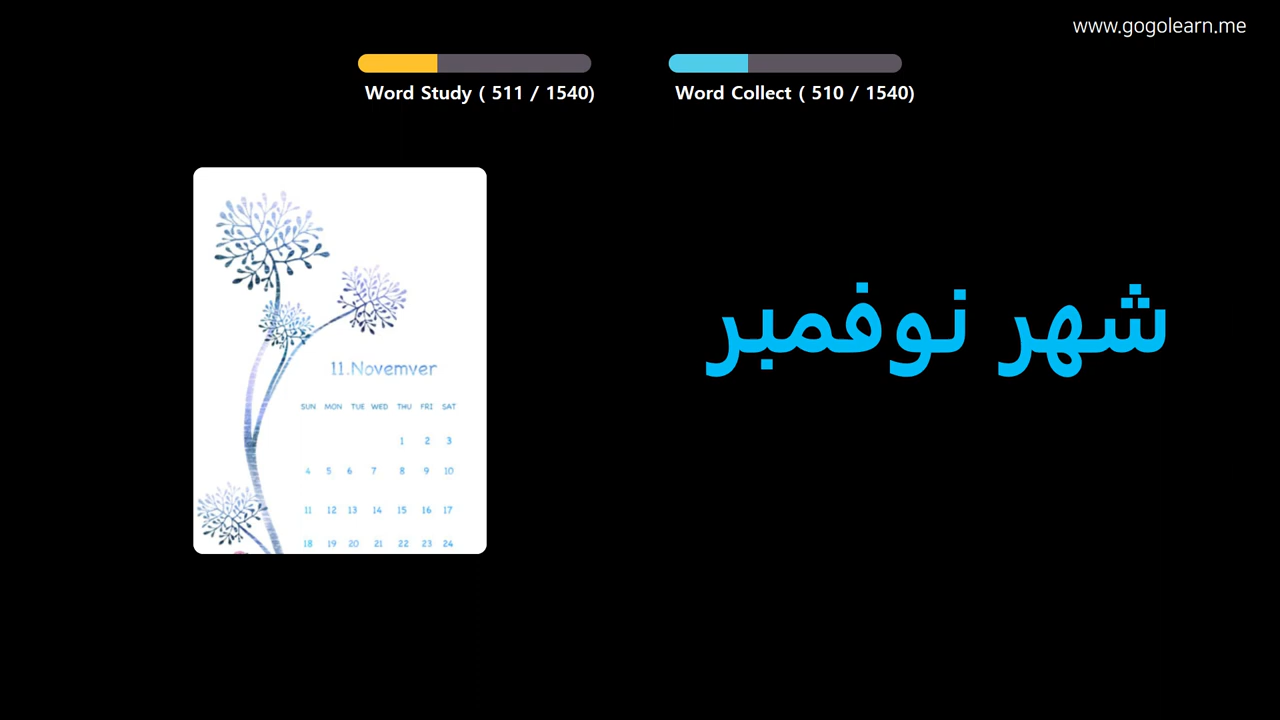 www.gogolearn.me
Word Study ( 511 / 1540)
Word Collect ( 510 / 1540)
شهر نوفمبر
11.Novemver
SUN MON TUE WED THU FRI SAT
1 2 3
4 5 6 7 8 9 10
11 12 13 14 15 16 17
18 19 20 21 22 23 24